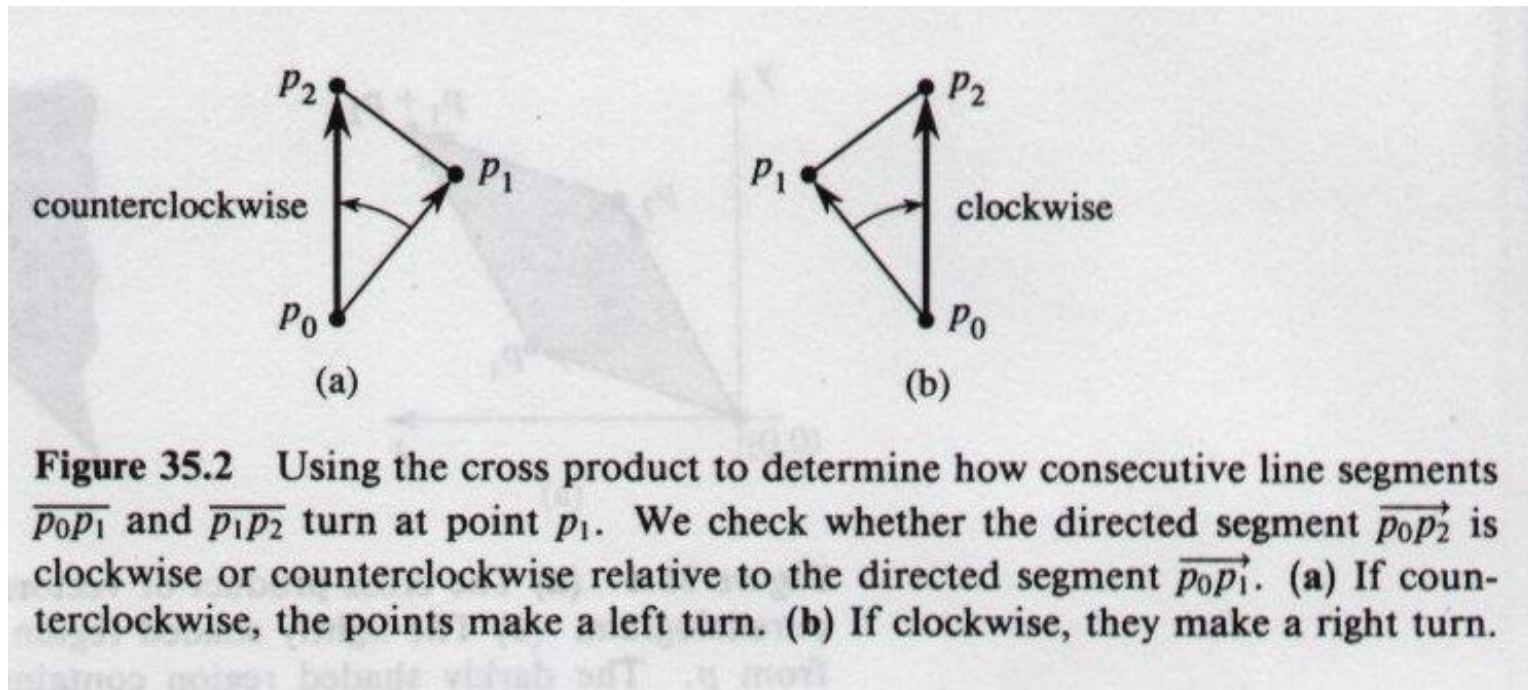 p2
p1
counterclockwise
p0
(a)
p2
p1
clockwise
p0
(b)
Figure 35.2 Using the cross product to determine how consecutive line segments
p0p1 and p1p2 turn at point p1. We check whether the directed segment p0p2 is
clockwise or counterclockwise relative to the directed segment p0p1. (a) If coun-
terclockwise, the points make a left turn. (b) If clockwise, they make a right turn.